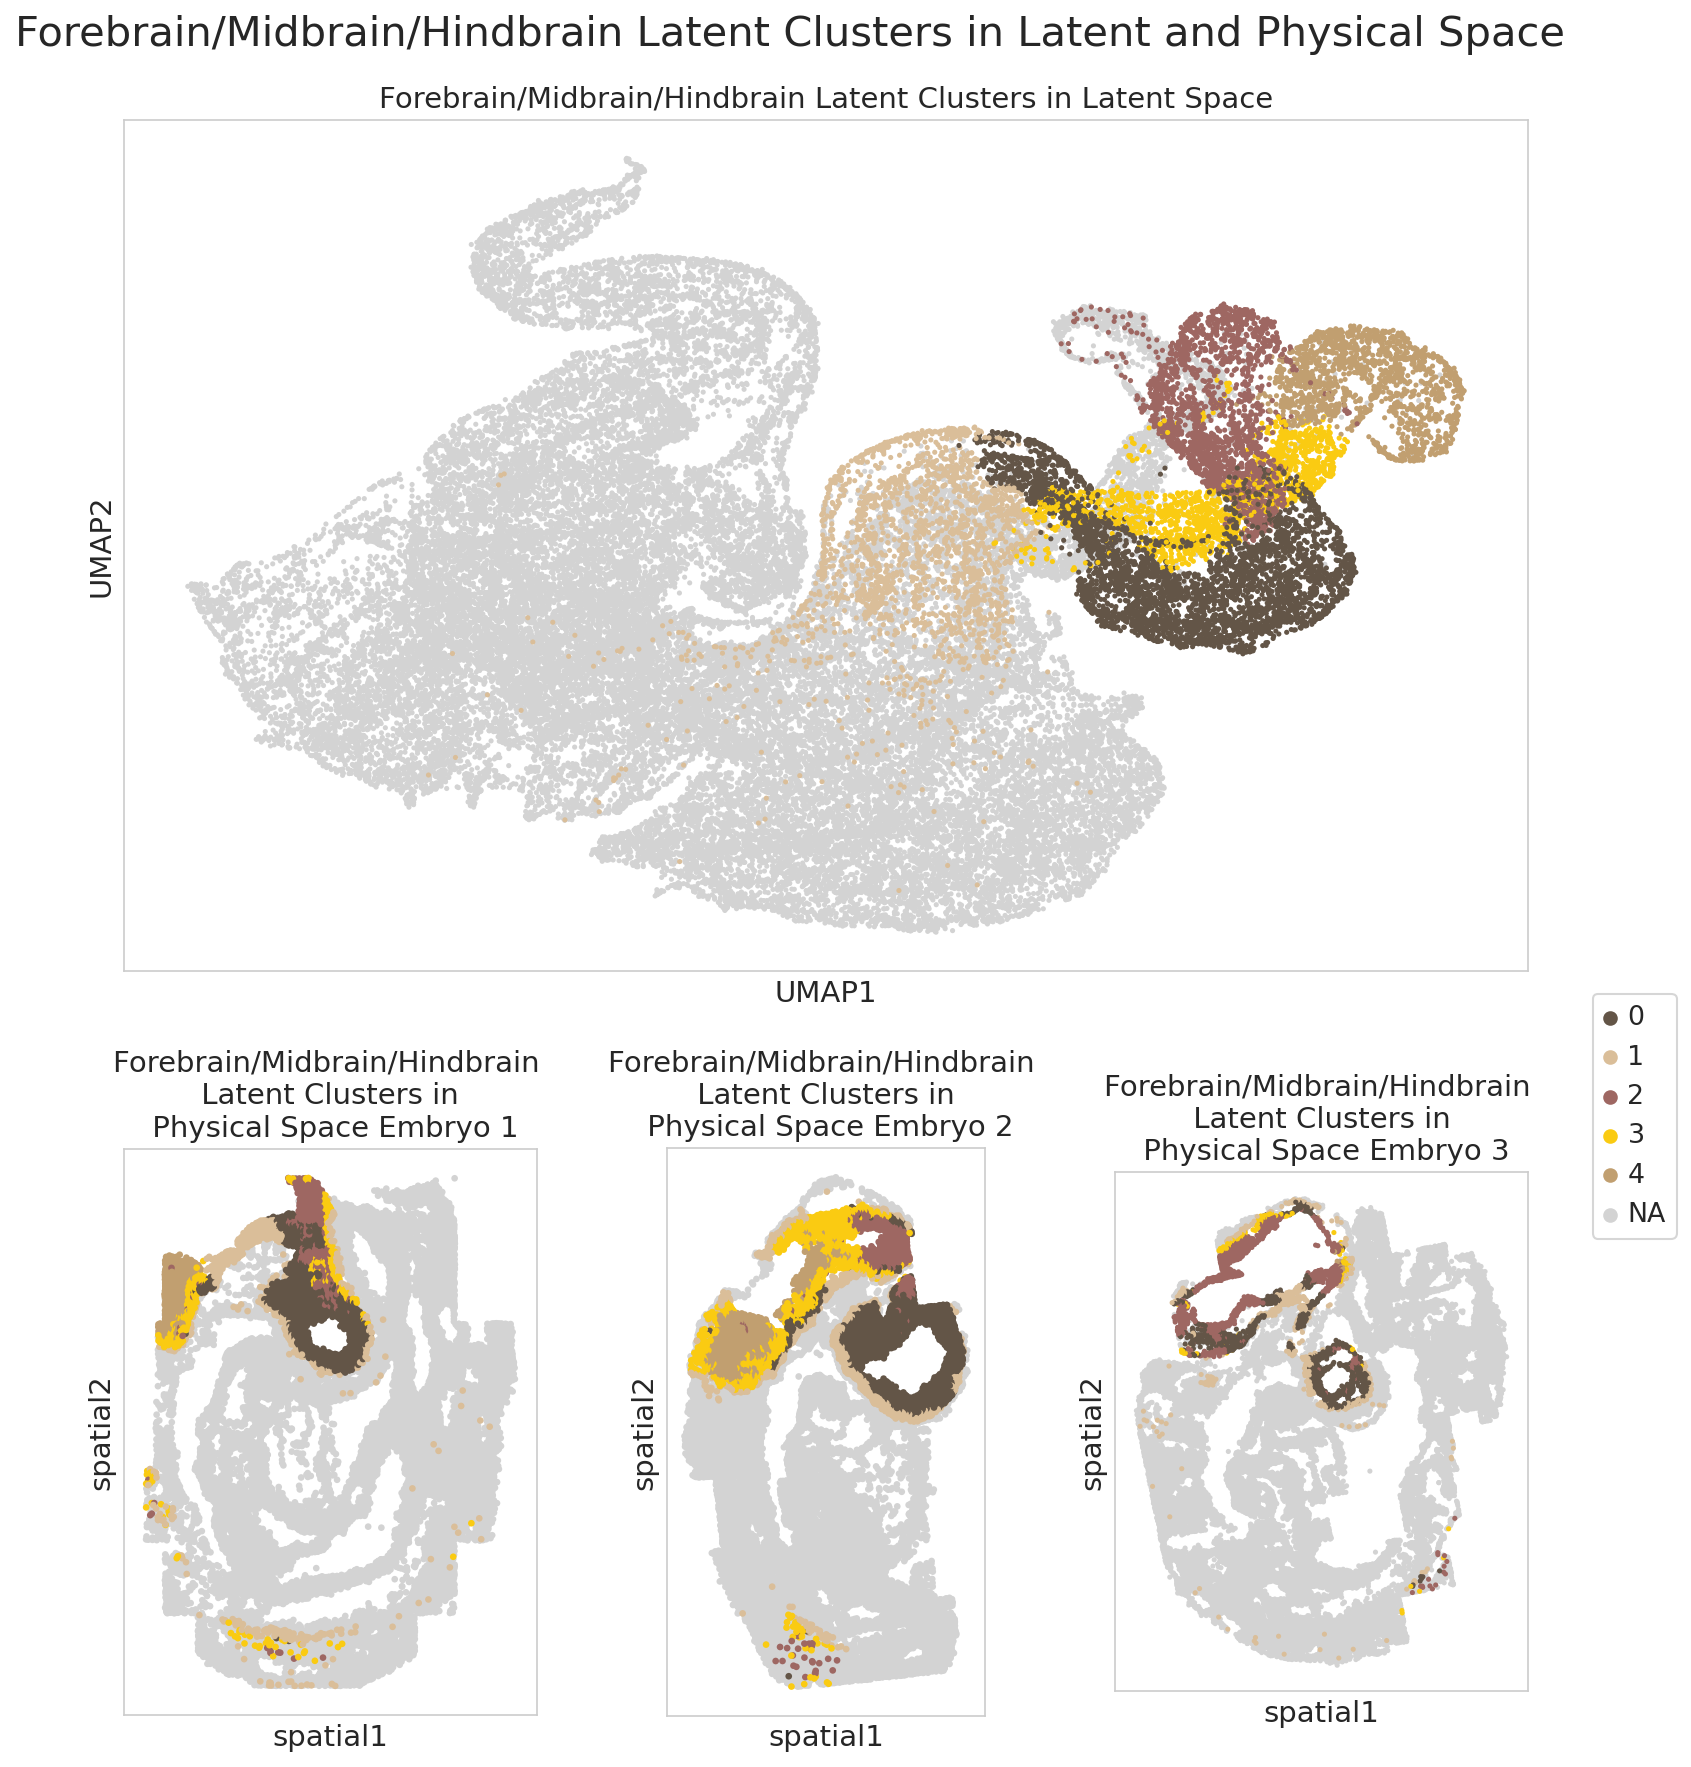 Forebrain/Midbrain/Hindbrain Latent Clusters in Latent and Physical Space
Forebrain/Midbrain/Hindbrain Latent Clusters in Latent Space
UMAP2
UMAP1
Forebrain/Midbrain/Hindbrain
Latent Clusters in
Physical Space Embryo 1
spatial2
spatial1
Forebrain/Midbrain/Hindbrain
Latent Clusters in
Physical Space Embryo 2
spatial2
spatial1
Forebrain/Midbrain/Hindbrain
Latent Clusters in
Physical Space Embryo 3
spatial2
spatial1
0
1
2
3
4
NA